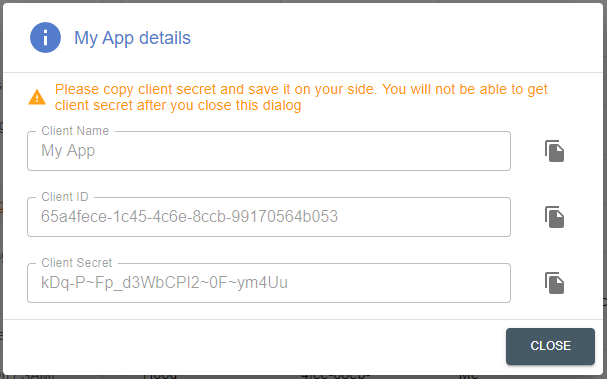 My App details
Please copy client secret and save it on your side. You will not be able to get
client secret after you close this dialog
Client Name
My App
Client ID
65a4fece-1c45-4c6e-8ccb-99170564b053
Client Secret
kDq-P~Fp_d3WbCPI2~0F~ym4Uu
CLOSE